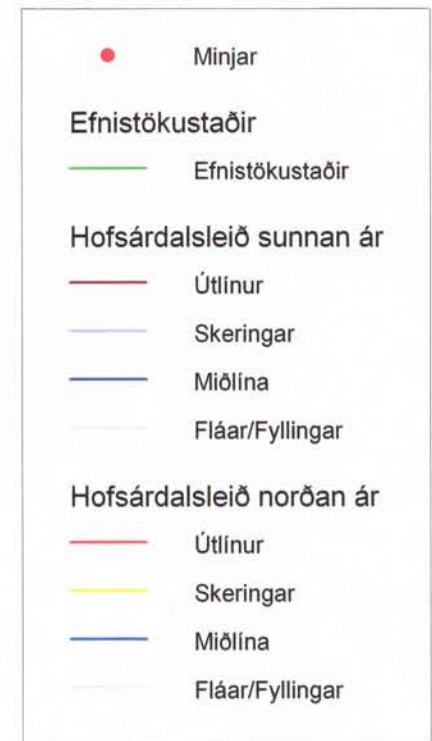 Minjar
Efnistökustaðir
Efnistökustaðir
Hofsárdalsleið sunnan ár
Útlínur
Skeringar
Miðlína
Fláar/Fyllingar
Hofsárdalsleið norðan ár
Útlínur
Skeringar
Miðlína
Fláar/Fyllingar